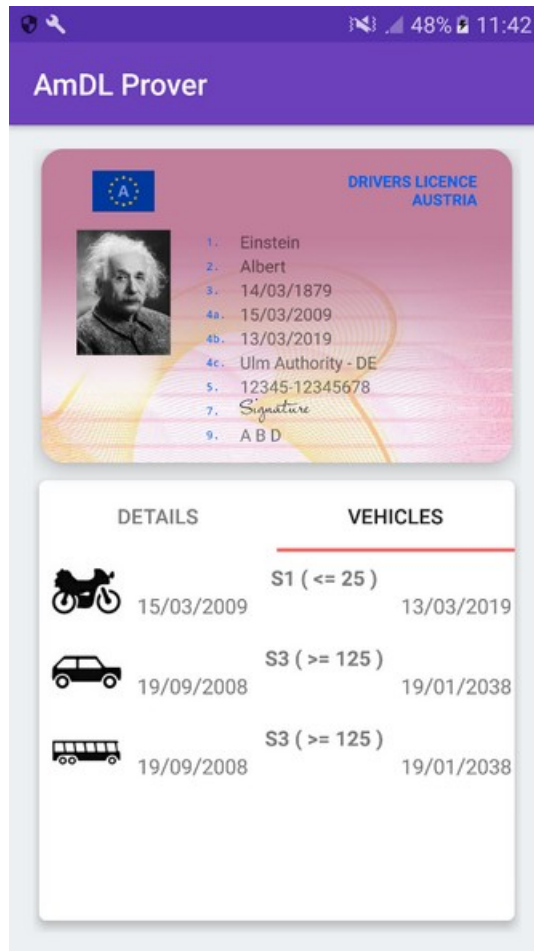 48% 11:42
AmDL Prover
A
DRIVERS LICENCE
AUSTRIA
1. Einstein
2. Albert
3. 14/03/1879
4a. 15/03/2009
4b. 13/03/2019
4c. Ulm Authority - DE
5. 12345-12345678
7. Signature
9. A B D
DETAILS VEHICLES
S1 ( <= 25 )
15/03/2009 13/03/2019
S3 ( >= 125 )
19/09/2008 19/01/2038
S3 ( >= 125 )
19/09/2008 19/01/2038